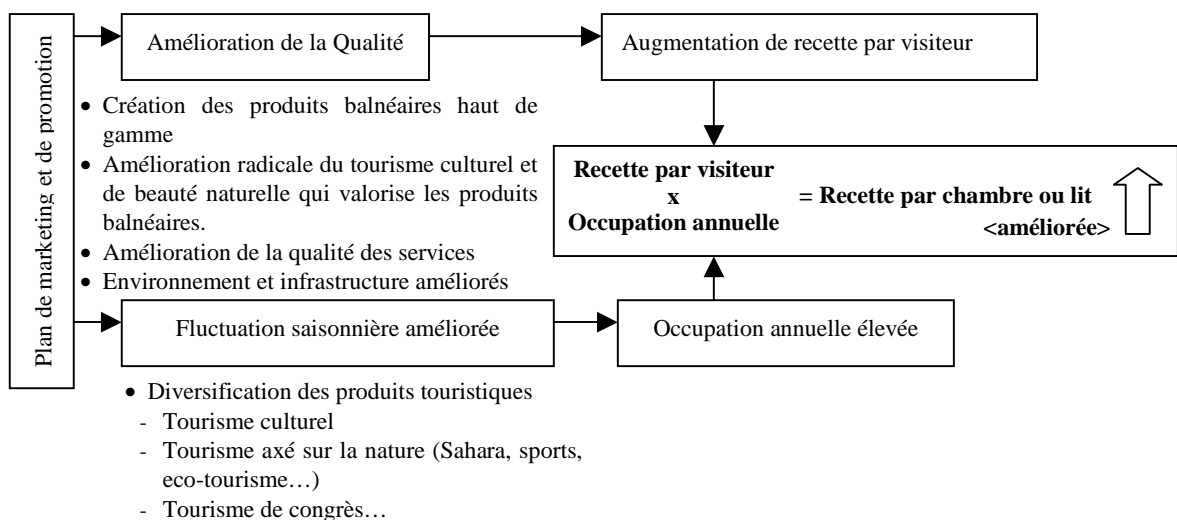 Plan de marketing et de promotion
Amélioration de la Qualité
Augmentation de recette par visiteur
• Création des produits balnéaires haut de
gamme
• Amélioration radicale du tourisme culturel et
de beauté naturelle qui valorise les produits
balnéaires.
• Amélioration de la qualité des services
• Environnement et infrastructure améliorés
Recette par visiteur
x
Occupation annuelle
= Recette par chambre ou lit
<améliorée>
Fluctuation saisonnière améliorée
Occupation annuelle élevée
• Diversification des produits touristiques
- Tourisme culturel
- Tourisme axé sur la nature (Sahara, sports,
eco-tourisme…)
- Tourisme de congrès…